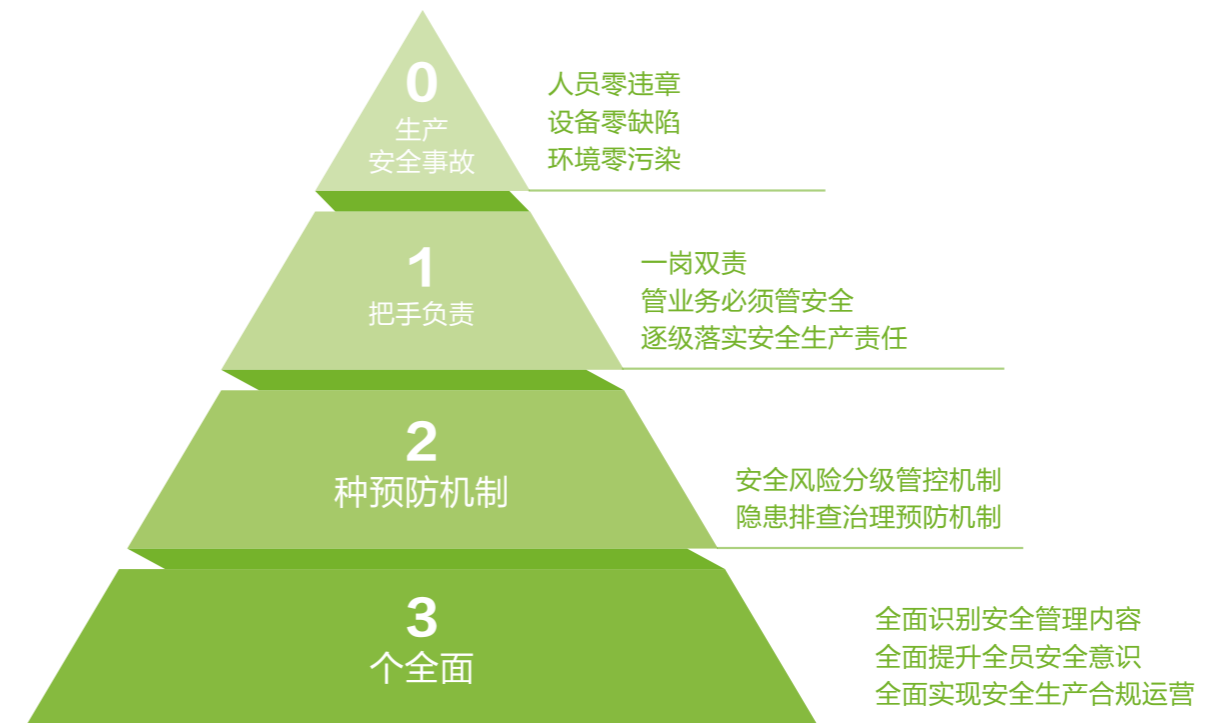 0
生产
安全事故
人员零违章
设备零缺陷
环境零污染
1
把手负责
一岗双责
管业务必须管安全
逐级落实安全生产责任
2
种预防机制
安全风险分级管控机制
隐患排查治理预防机制
3
个全面
全面识别安全管理内容
全面提升全员安全意识
全面实现安全生产合规运营